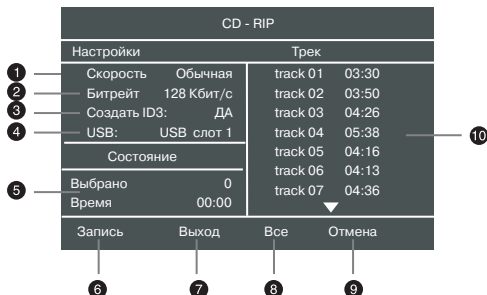 CD - RIP
Настройки Трек
1 Скорость Обычная track 01 03:30
2 Битрейт 128 Кбит/с track 02 03:50
3 Создать ID3: ДА track 03 04:26
4 USB: USB слот 1 track 04 05:38 10
Состояние track 05 04:16
track 06 04:13
5 Выбрано 0 track 07 04:36
Время 00:00
Запись Выход Все Отмена
6 7 8 9